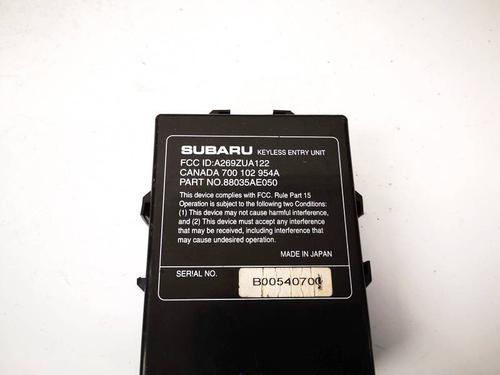 SUBARU KEYLESS ENTRY UNIT
FCC ID:A269ZUA122
CANADA 700 102 954A
PART NO.88035AE050
This device complies with FCC. Rule Part 15
Operation is subject to the following two Conditions:
(1) This device may not cause harmful interference,
and (2) This device must accept any interference
that may be received, including interference that
may cause undesired operation.
MADE IN JAPAN
SERIAL NO. B00540700